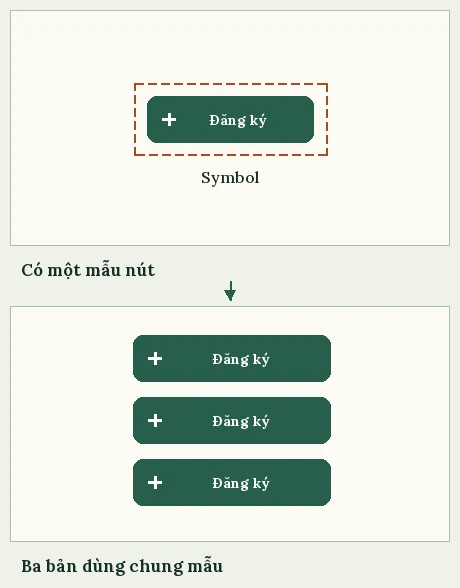 Đăng ký
Symbol
Có một mẫu nút
Đăng ký
Đăng ký
Đăng ký
Ba bản dùng chung mẫu